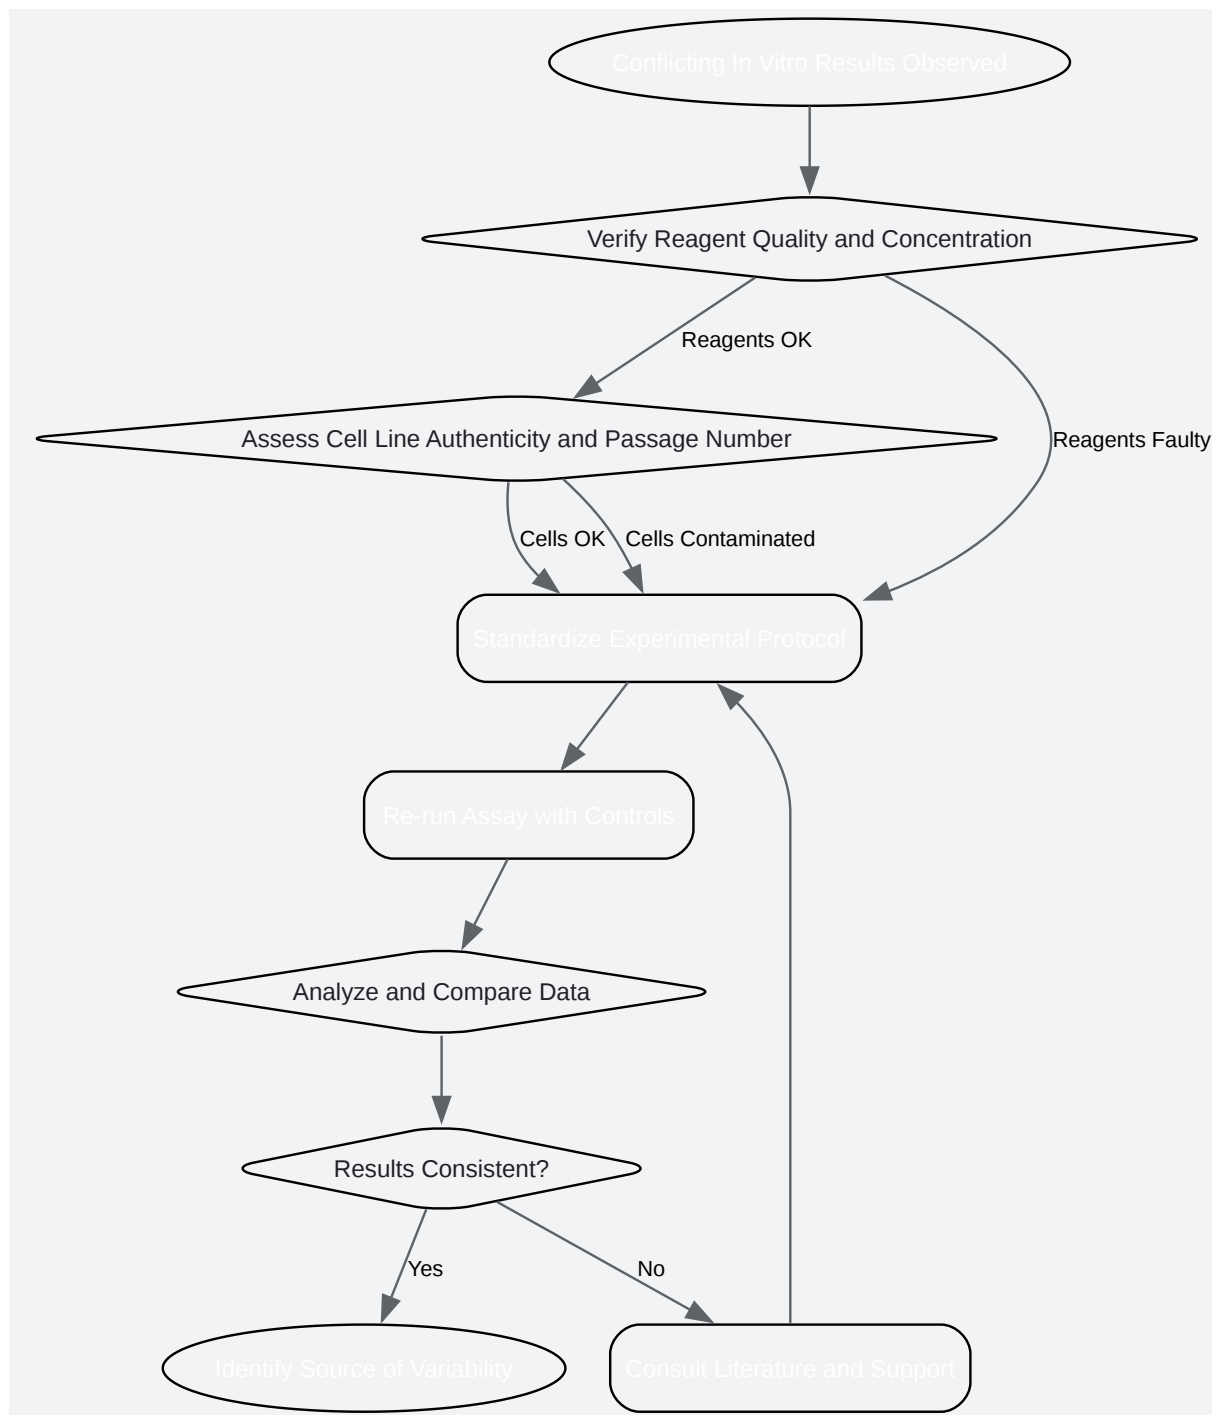 Conflicting In Vitro Results Observed
Verify Reagent Quality and Concentration
Reagents OK
Assess Cell Line Authenticity and Passage Number
Reagents Faulty
Cells OK
Cells Contaminated
Standardize Experimental Protocol
Re-run Assay with Controls
Analyze and Compare Data
Results Consistent?
Yes
No
Identify Source of Variability
Consult Literature and Support